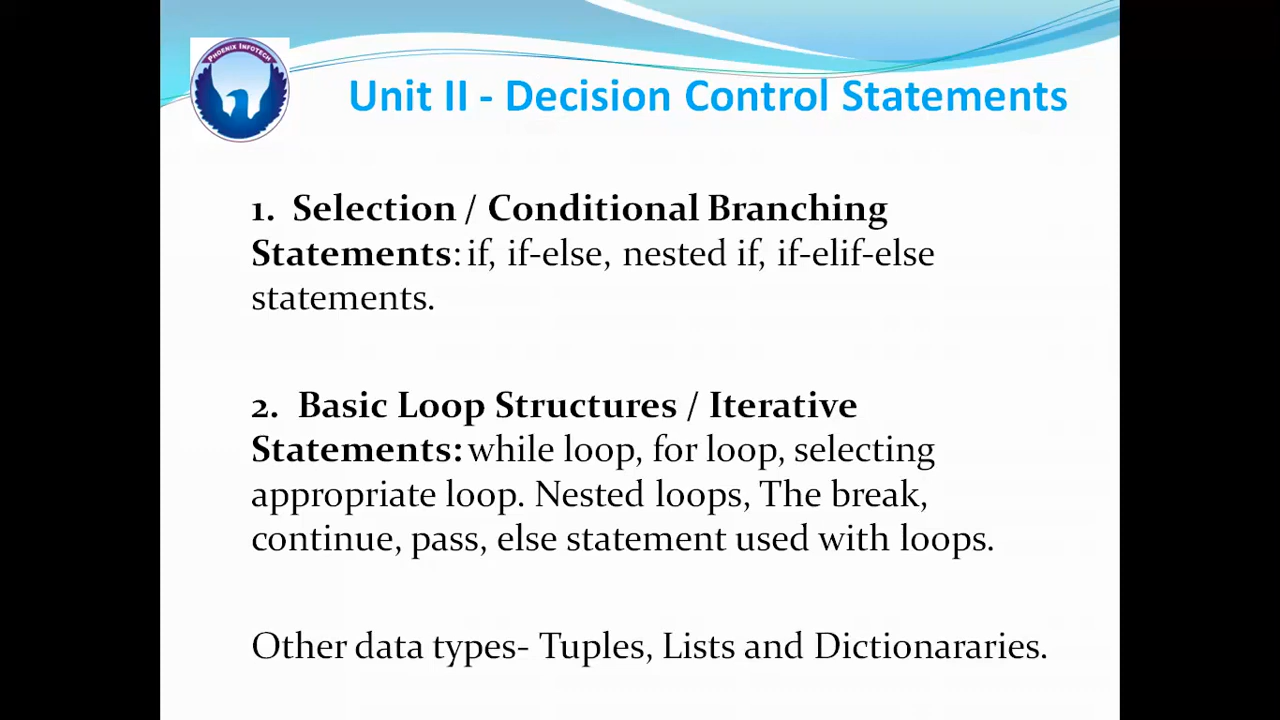 PHOENIX INFOTECH
Unit II - Decision Control Statements
1. Selection / Conditional Branching
Statements: if, if-else, nested if, if-elif-else
statements.
2. Basic Loop Structures / Iterative
Statements: while loop, for loop, selecting
appropriate loop. Nested loops, The break,
continue, pass, else statement used with loops.
Other data types- Tuples, Lists and Dictionararies.